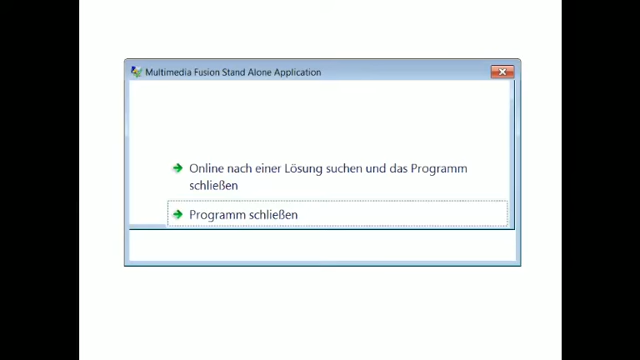 Multimedia Fusion Stand Alone Application
Online nach einer Lösung suchen und das Programm
schließen
Programm schließen